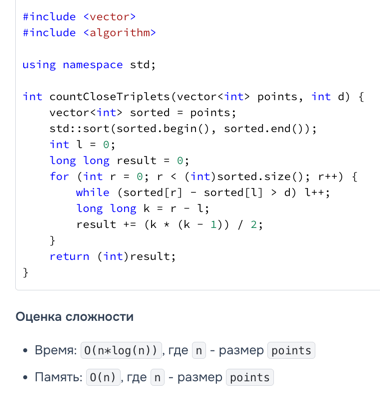 #include <vector>
#include <algorithm>

using namespace std;

int countCloseTriplets(vector<int> points, int d) {
    vector<int> sorted = points;
    std::sort(sorted.begin(), sorted.end());
    int l = 0;
    long long result = 0;
    for (int r = 0; r < (int)sorted.size(); r++) {
        while (sorted[r] - sorted[l] > d) l++;
        long long k = r - l;
        result += (k * (k - 1)) / 2;
    }
    return (int)result;
}

Оценка сложности
• Время: O(n*log(n)), где n - размер points
• Память: O(n), где n - размер points